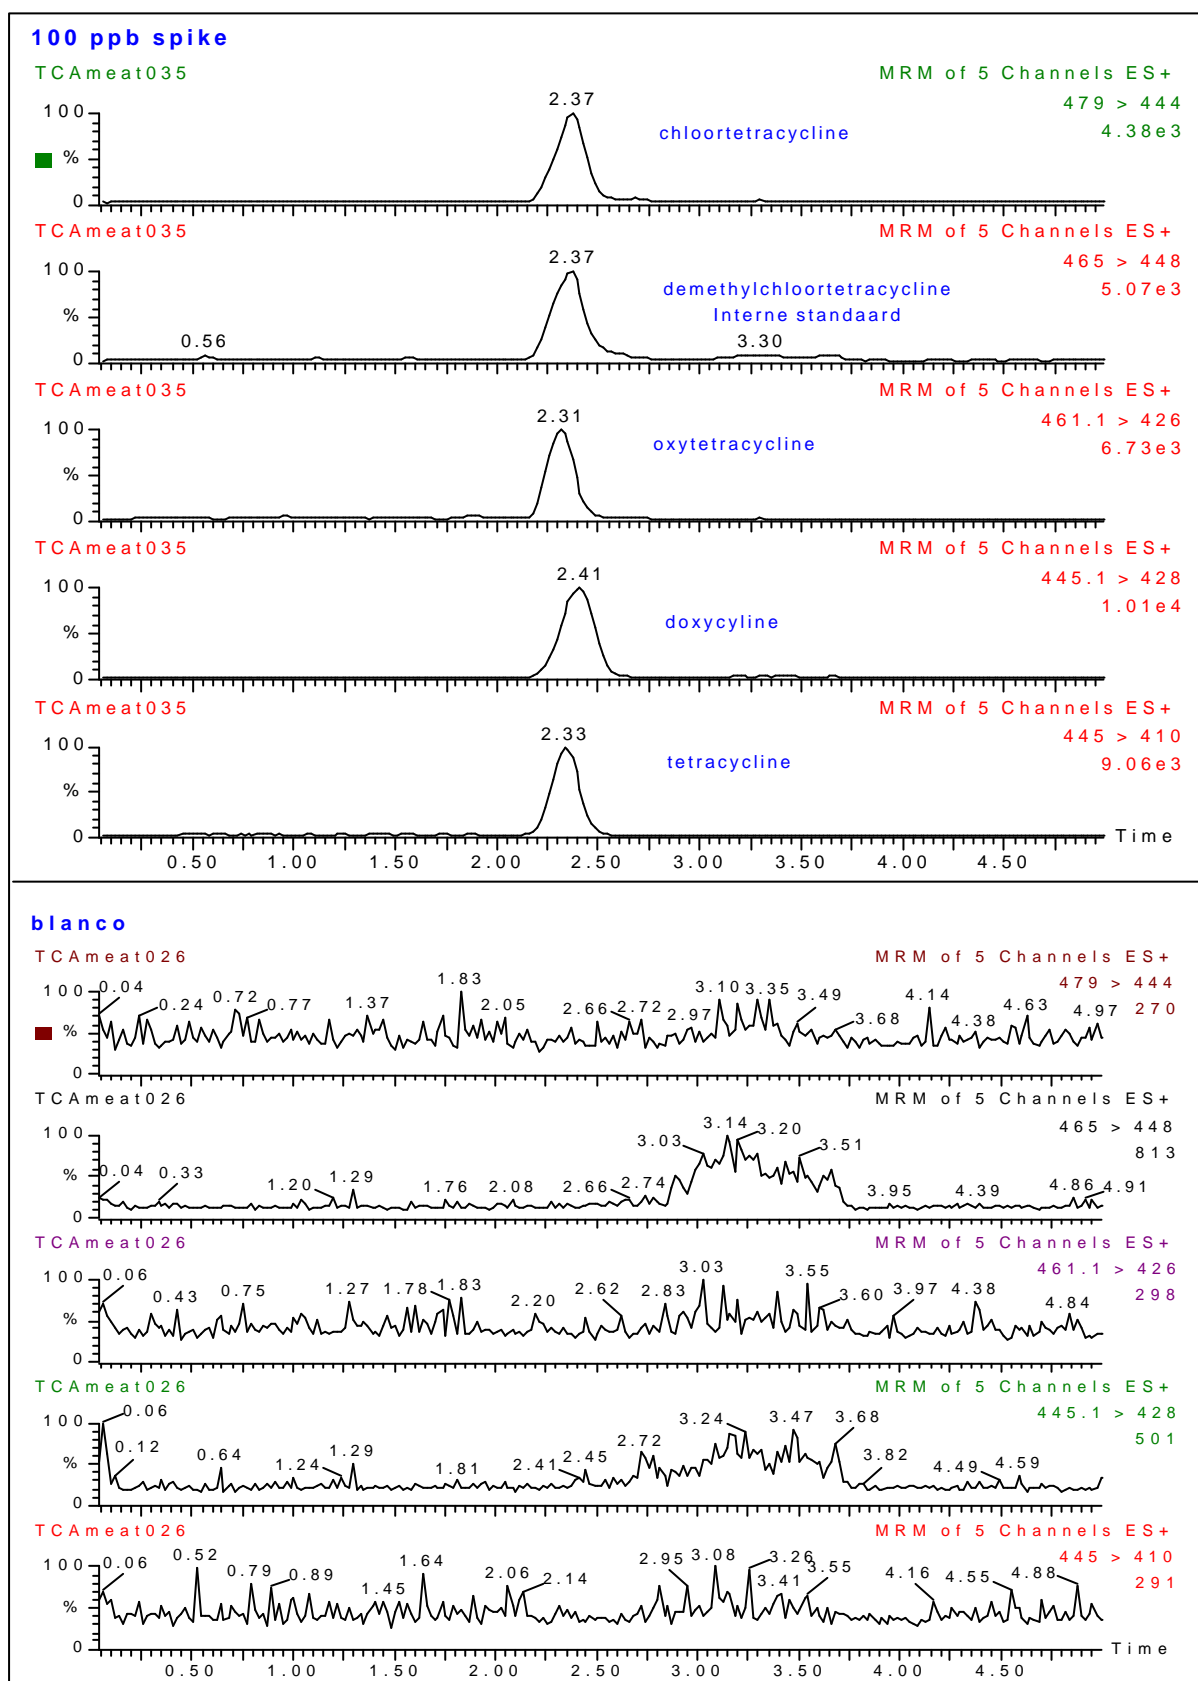 100 ppb spike
TCAmeat035 MRM of 5 Channels ES+
479 > 444
4.38e3
2.37
chloortetracycline
100
%
0
TCAmeat035 MRM of 5 Channels ES+
465 > 448
5.07e3
2.37
demethylchloortetracycline
Interne standaard
0.56 3.30
100
%
0
TCAmeat035 MRM of 5 Channels ES+
461.1 > 426
6.73e3
2.31
oxytetracycline
100
%
0
TCAmeat035 MRM of 5 Channels ES+
445.1 > 428
1.01e4
2.41
doxycyline
100
%
0
TCAmeat035 MRM of 5 Channels ES+
445 > 410
9.06e3
2.33
tetracycline
100
%
0
Time
0.50 1.00 1.50 2.00 2.50 3.00 3.50 4.00 4.50
blanco
TCAmeat026 MRM of 5 Channels ES+
479 > 444
270
100
%
0
0.04 0.24 0.72 0.77 1.37 1.83 2.05 2.66 2.72 2.97 3.10 3.35 3.49 3.68 4.14 4.38 4.63 4.97
TCAmeat026 MRM of 5 Channels ES+
465 > 448
813
100
%
0
0.04 0.33 1.20 1.29 1.76 2.08 2.66 2.74 3.03 3.14 3.20 3.51 3.95 4.39 4.86 4.91
TCAmeat026 MRM of 5 Channels ES+
461.1 > 426
298
100
%
0
0.06 0.43 0.75 1.27 1.78 1.83 2.20 2.62 2.83 3.03 3.55 3.60 3.97 4.38 4.84
TCAmeat026 MRM of 5 Channels ES+
445.1 > 428
501
100
%
0
0.06 0.12 0.64 1.24 1.29 1.81 2.41 2.45 2.72 3.24 3.47 3.68 3.82 4.49 4.59
TCAmeat026 MRM of 5 Channels ES+
445 > 410
291
100
%
0
0.06 0.52 0.79 0.89 1.45 1.64 2.06 2.14 2.95 3.08 3.26 3.41 3.55 4.16 4.55 4.88
Time
0.50 1.00 1.50 2.00 2.50 3.00 3.50 4.00 4.50